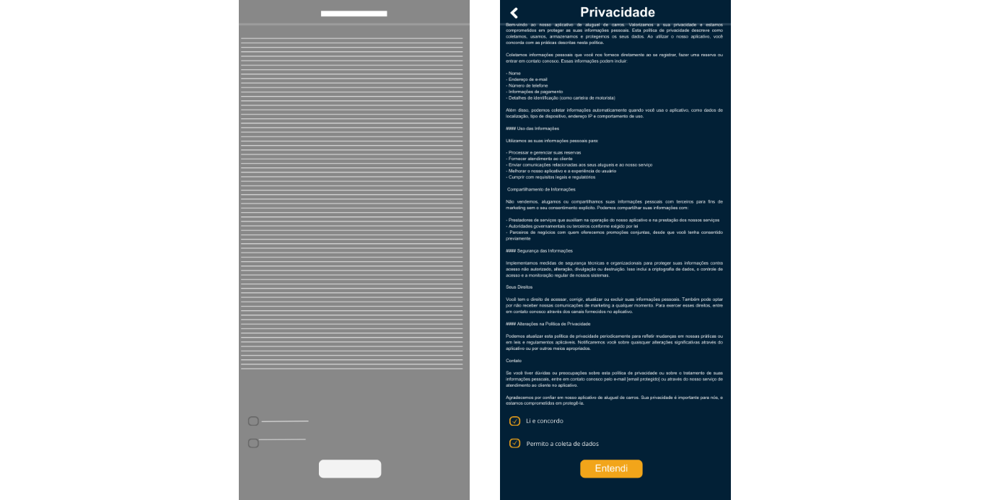 Privacidade
Bem-vindo ao nosso aplicativo de aluguel de carros. Valorizamos a sua privacidade e estamos
comprometidos em proteger as suas informações pessoais. Esta política de privacidade descreve como
coletamos, usamos, armazenamos e protegemos os seus dados. Ao utilizar o nosso aplicativo, você
concorda com as práticas descritas nesta política.
Coletamos informações pessoais que você nos fornece diretamente ao se registrar, fazer uma reserva ou
entrar em contato conosco. Essas informações podem incluir:
- Nome
- Endereço de e-mail
- Número de telefone
- Informações de pagamento
- Detalhes de identificação (como carteira de motorista)
Além disso, podemos coletar informações automaticamente quando você usa o aplicativo, como dados de
localização, tipo de dispositivo, endereço IP e comportamento de uso.
#### Uso das Informações
Utilizamos as suas informações pessoais para:
- Processar e gerenciar suas reservas
- Fornecer atendimento ao cliente
- Enviar comunicações relacionadas aos seus alugueis e ao nosso serviço
- Melhorar o nosso aplicativo e a experiência do usuário
- Cumprir com requisitos legais e regulatórios
Compartilhamento de Informações
Não vendemos, alugamos ou compartilhamos suas informações pessoais com terceiros para fins de
marketing sem o seu consentimento explícito. Podemos compartilhar suas informações com:
- Prestadores de serviços que auxiliam na operação do nosso aplicativo e na prestação dos nossos serviços
- Autoridades governamentais ou terceiros conforme exigido por lei
- Parceiros de negócios com quem oferecemos promoções conjuntas, desde que você tenha consentido
previamente
#### Segurança das Informações
Implementamos medidas de segurança técnicas e organizacionais para proteger suas informações contra
acesso não autorizado, alteração, divulgação ou destruição. Isso inclui a criptografia de dados, o controle de
acesso e a monitoração regular de nossos sistemas.
Seus Direitos
Você tem o direito de acessar, corrigir, atualizar ou excluir suas informações pessoais. Também pode optar
por não receber nossas comunicações de marketing a qualquer momento. Para exercer esses direitos, entre
em contato conosco através dos canais fornecidos no aplicativo.
#### Alterações na Política de Privacidade
Podemos atualizar esta política de privacidade periodicamente para refletir mudanças em nossas práticas ou
em leis e regulamentos aplicáveis. Notificaremos você sobre quaisquer alterações significativas através do
aplicativo ou por outros meios apropriados.
Contato
Se você tiver dúvidas ou preocupações sobre esta política de privacidade ou sobre o tratamento de suas
informações pessoais, entre em contato conosco pelo e-mail [email protegido] ou através do nosso serviço de
atendimento ao cliente no aplicativo.
Agradecemos por confiar em nosso aplicativo de aluguel de carros. Sua privacidade é importante para nós, e
estamos comprometidos em protegê-la.
Li e concordo
Permito a coleta de dados
Entendi